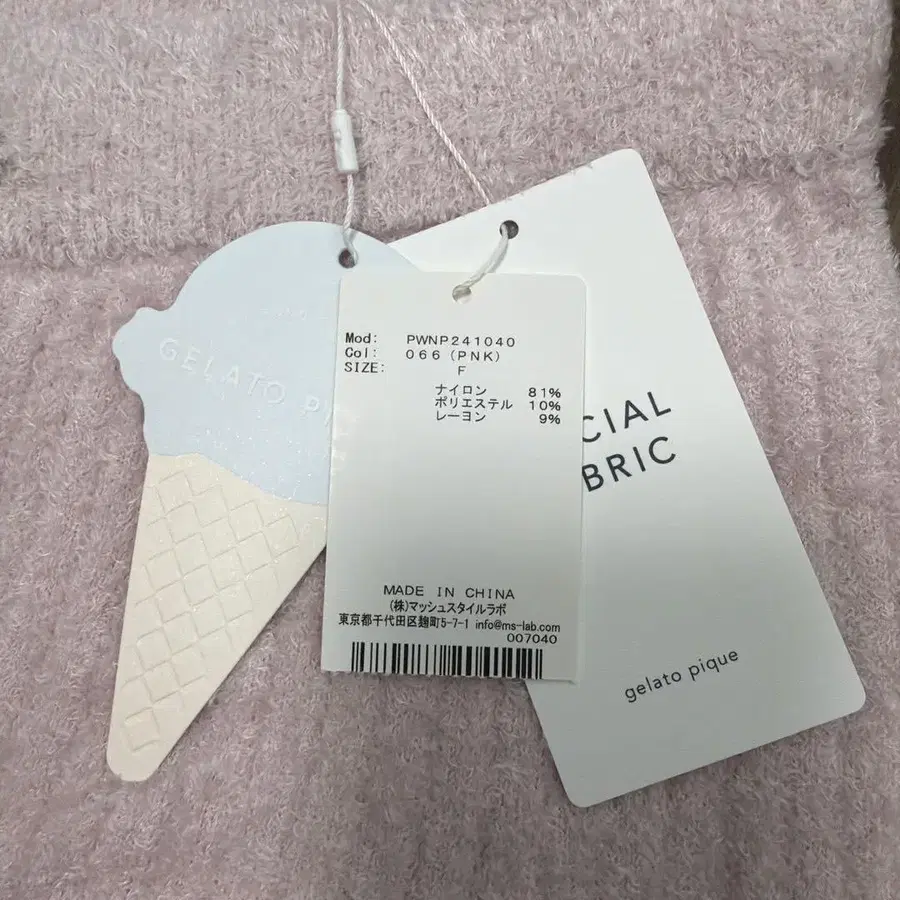 GELATO PI
Mod: PWNP241040
Col: 066 (PNK)
SIZE: F
ナイロン 81%
ポリエステル 10%
レーヨン 9%
MADE IN CHINA
(株)マッシュスタイルラボ
東京都千代田区麹町5-7-1 info@ms-lab.com
007040
CIAL
BRIC
gelato pique